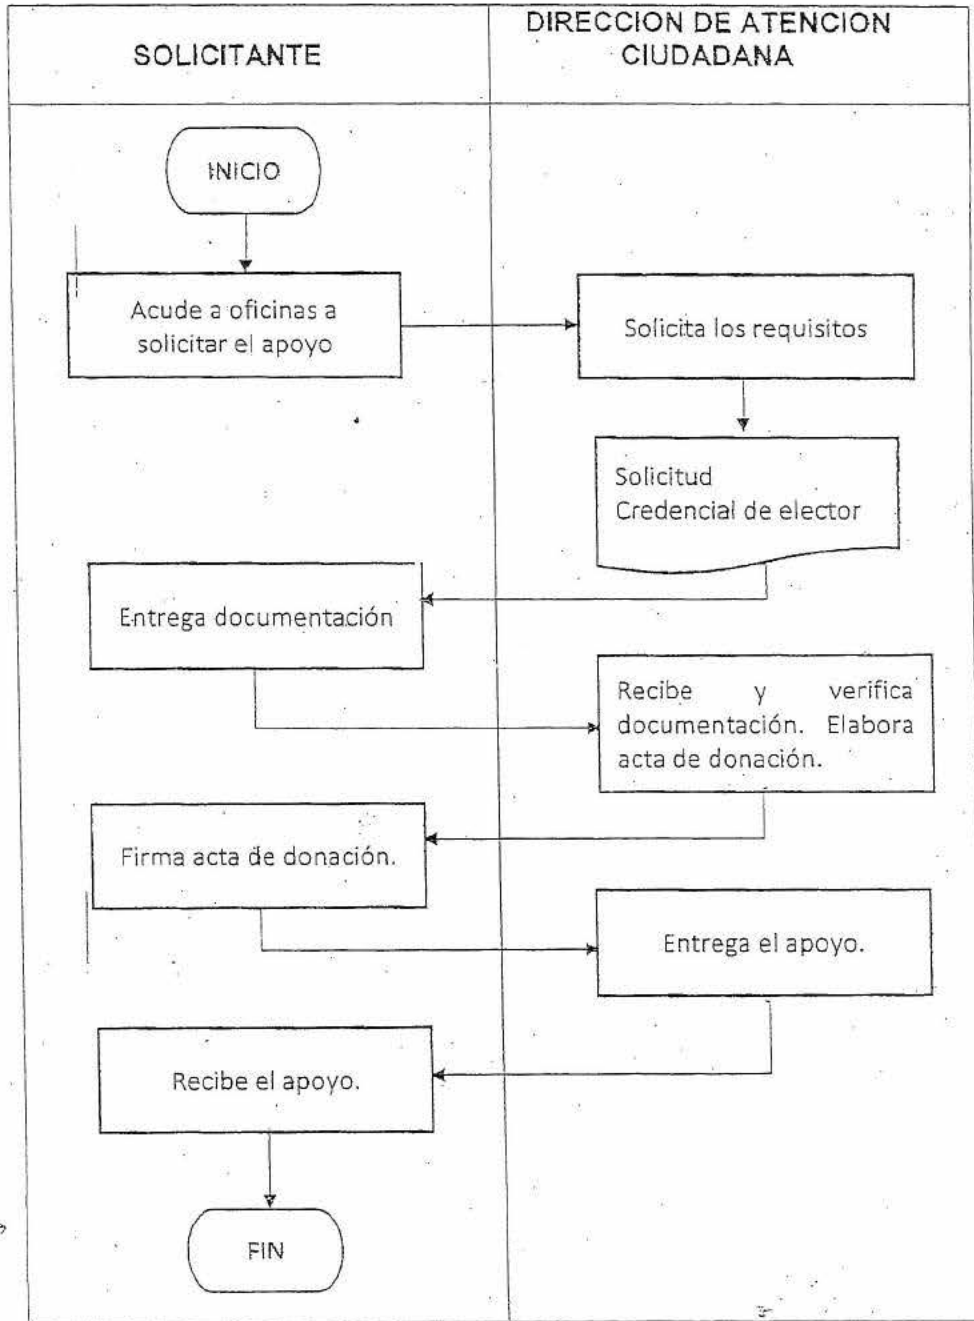 SOLICITANTE
DIRECCION DE ATENCION
CIUDADANA
INICIO
Acude a oficinas a
solicitar el apoyo
Solicita los requisitos
Solicitud
Credencial de elector
Entrega documentación
Recibe y verifica
documentación. Elabora
acta de donación.
Firma acta de donación.
Entrega el apoyo.
Recibe el apoyo.
FIN